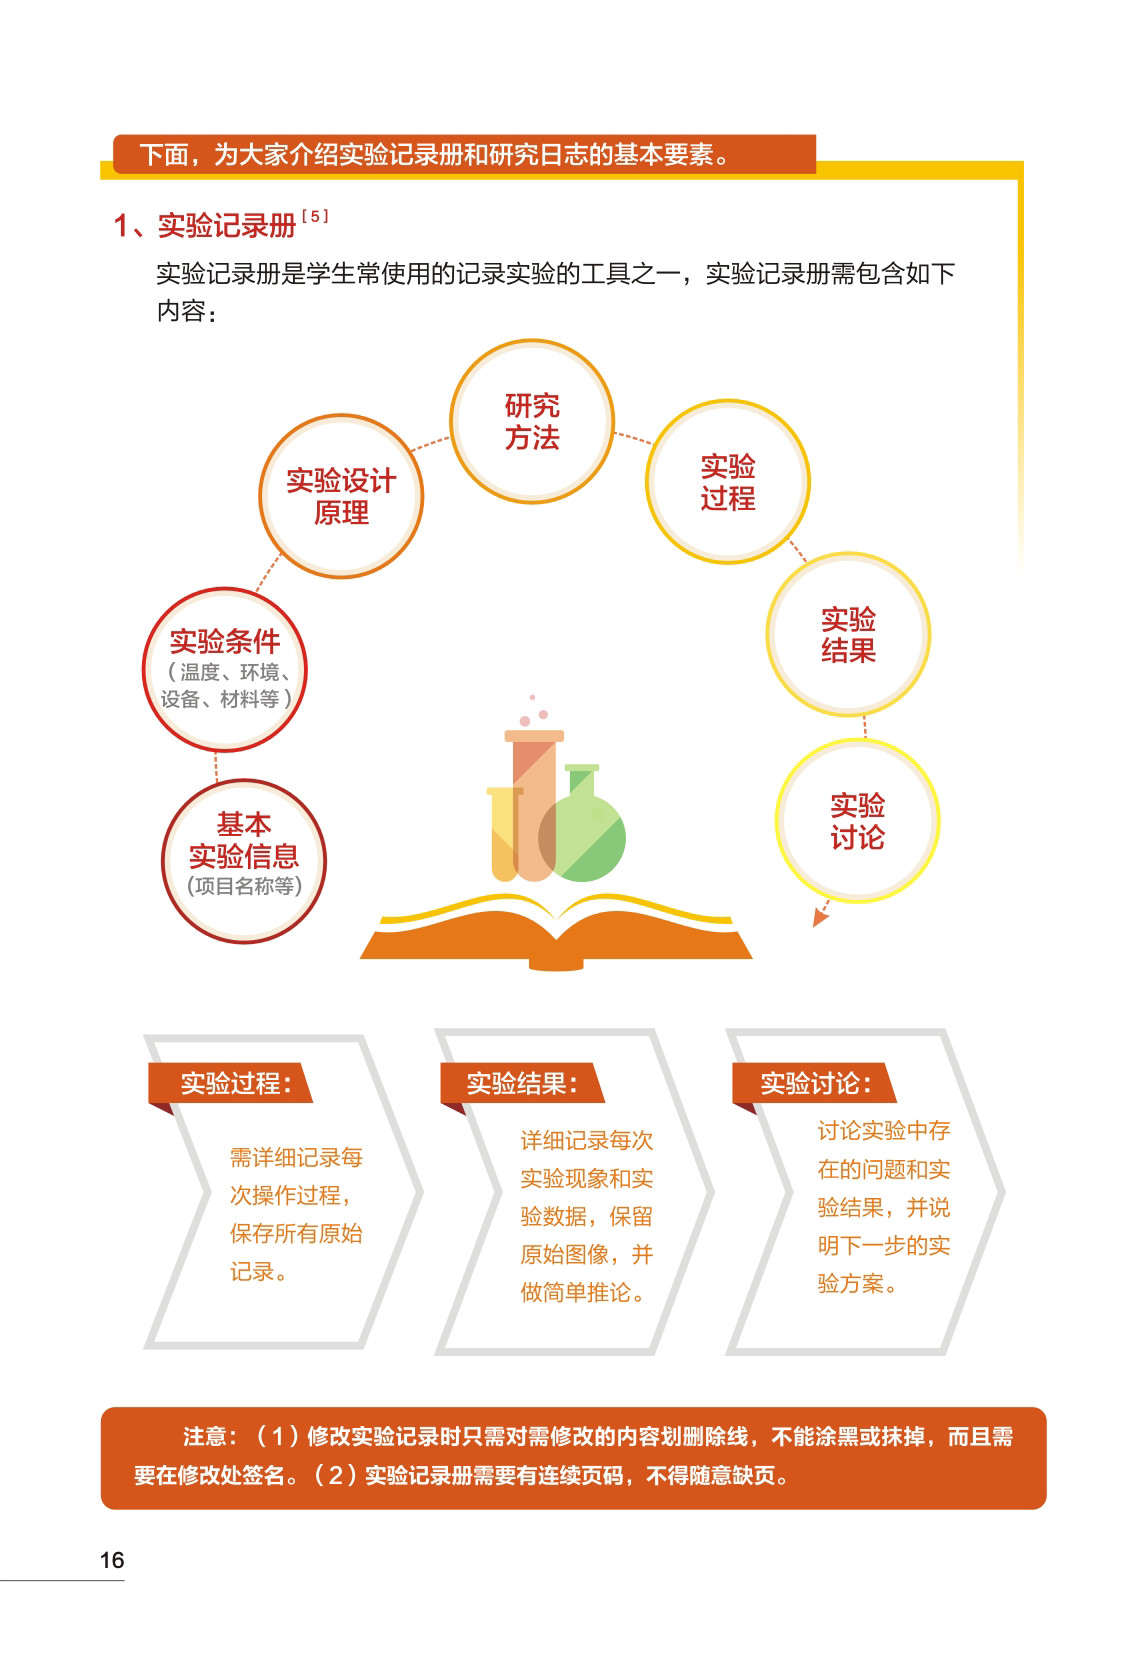 下面，为大家介绍实验记录册和研究日志的基本要素。
1、实验记录册[5]
实验记录册是学生常使用的记录实验的工具之一，实验记录册需包含如下
内容：
基本
实验信息
(项目名称等)
实验条件
（温度、环境、
设备、材料等）
实验设计
原理
研究
方法
实验
过程
实验
结果
实验
讨论
实验过程：
需详细记录每
次操作过程，
保存所有原始
记录。
实验结果：
详细记录每次
实验现象和实
验数据，保留
原始图像，并
做简单推论。
实验讨论：
讨论实验中存
在的问题和实
验结果，并说
明下一步的实
验方案。
注意：（1）修改实验记录时只需对需修改的内容划删除线，不能涂黑或抹掉，而且需
要在修改处签名。（2）实验记录册需要有连续页码，不得随意缺页。
16